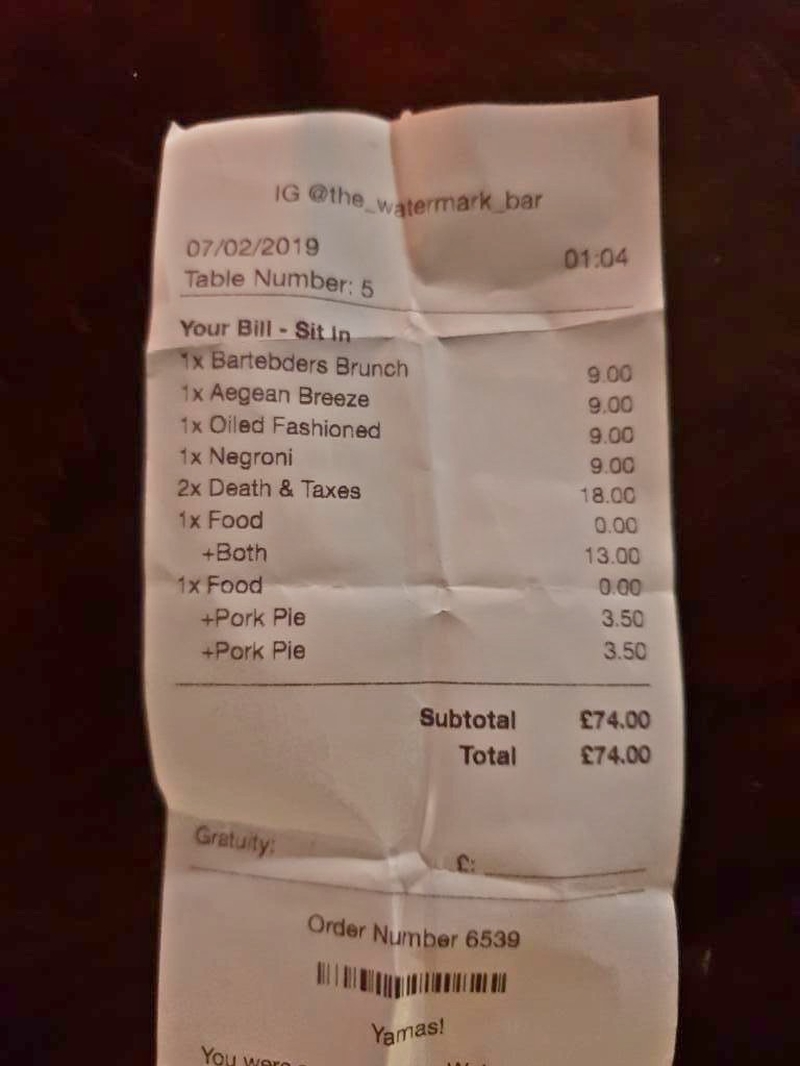 IG @the_watermark_bar
07/02/2019 01:04
Table Number: 5
Your Bill - Sit In
1x Bartebders Brunch 9.00
1x Aegean Breeze 9.00
1x Oiled Fashioned 9.00
1x Negroni 9.00
2x Death & Taxes 18.00
1x Food 0.00
+Both 13.00
1x Food 0.00
+Pork Pie 3.50
+Pork Pie 3.50
Subtotal £74.00
Total £74.00
Gratuity: £:
Order Number 6539
Yamas!
You were